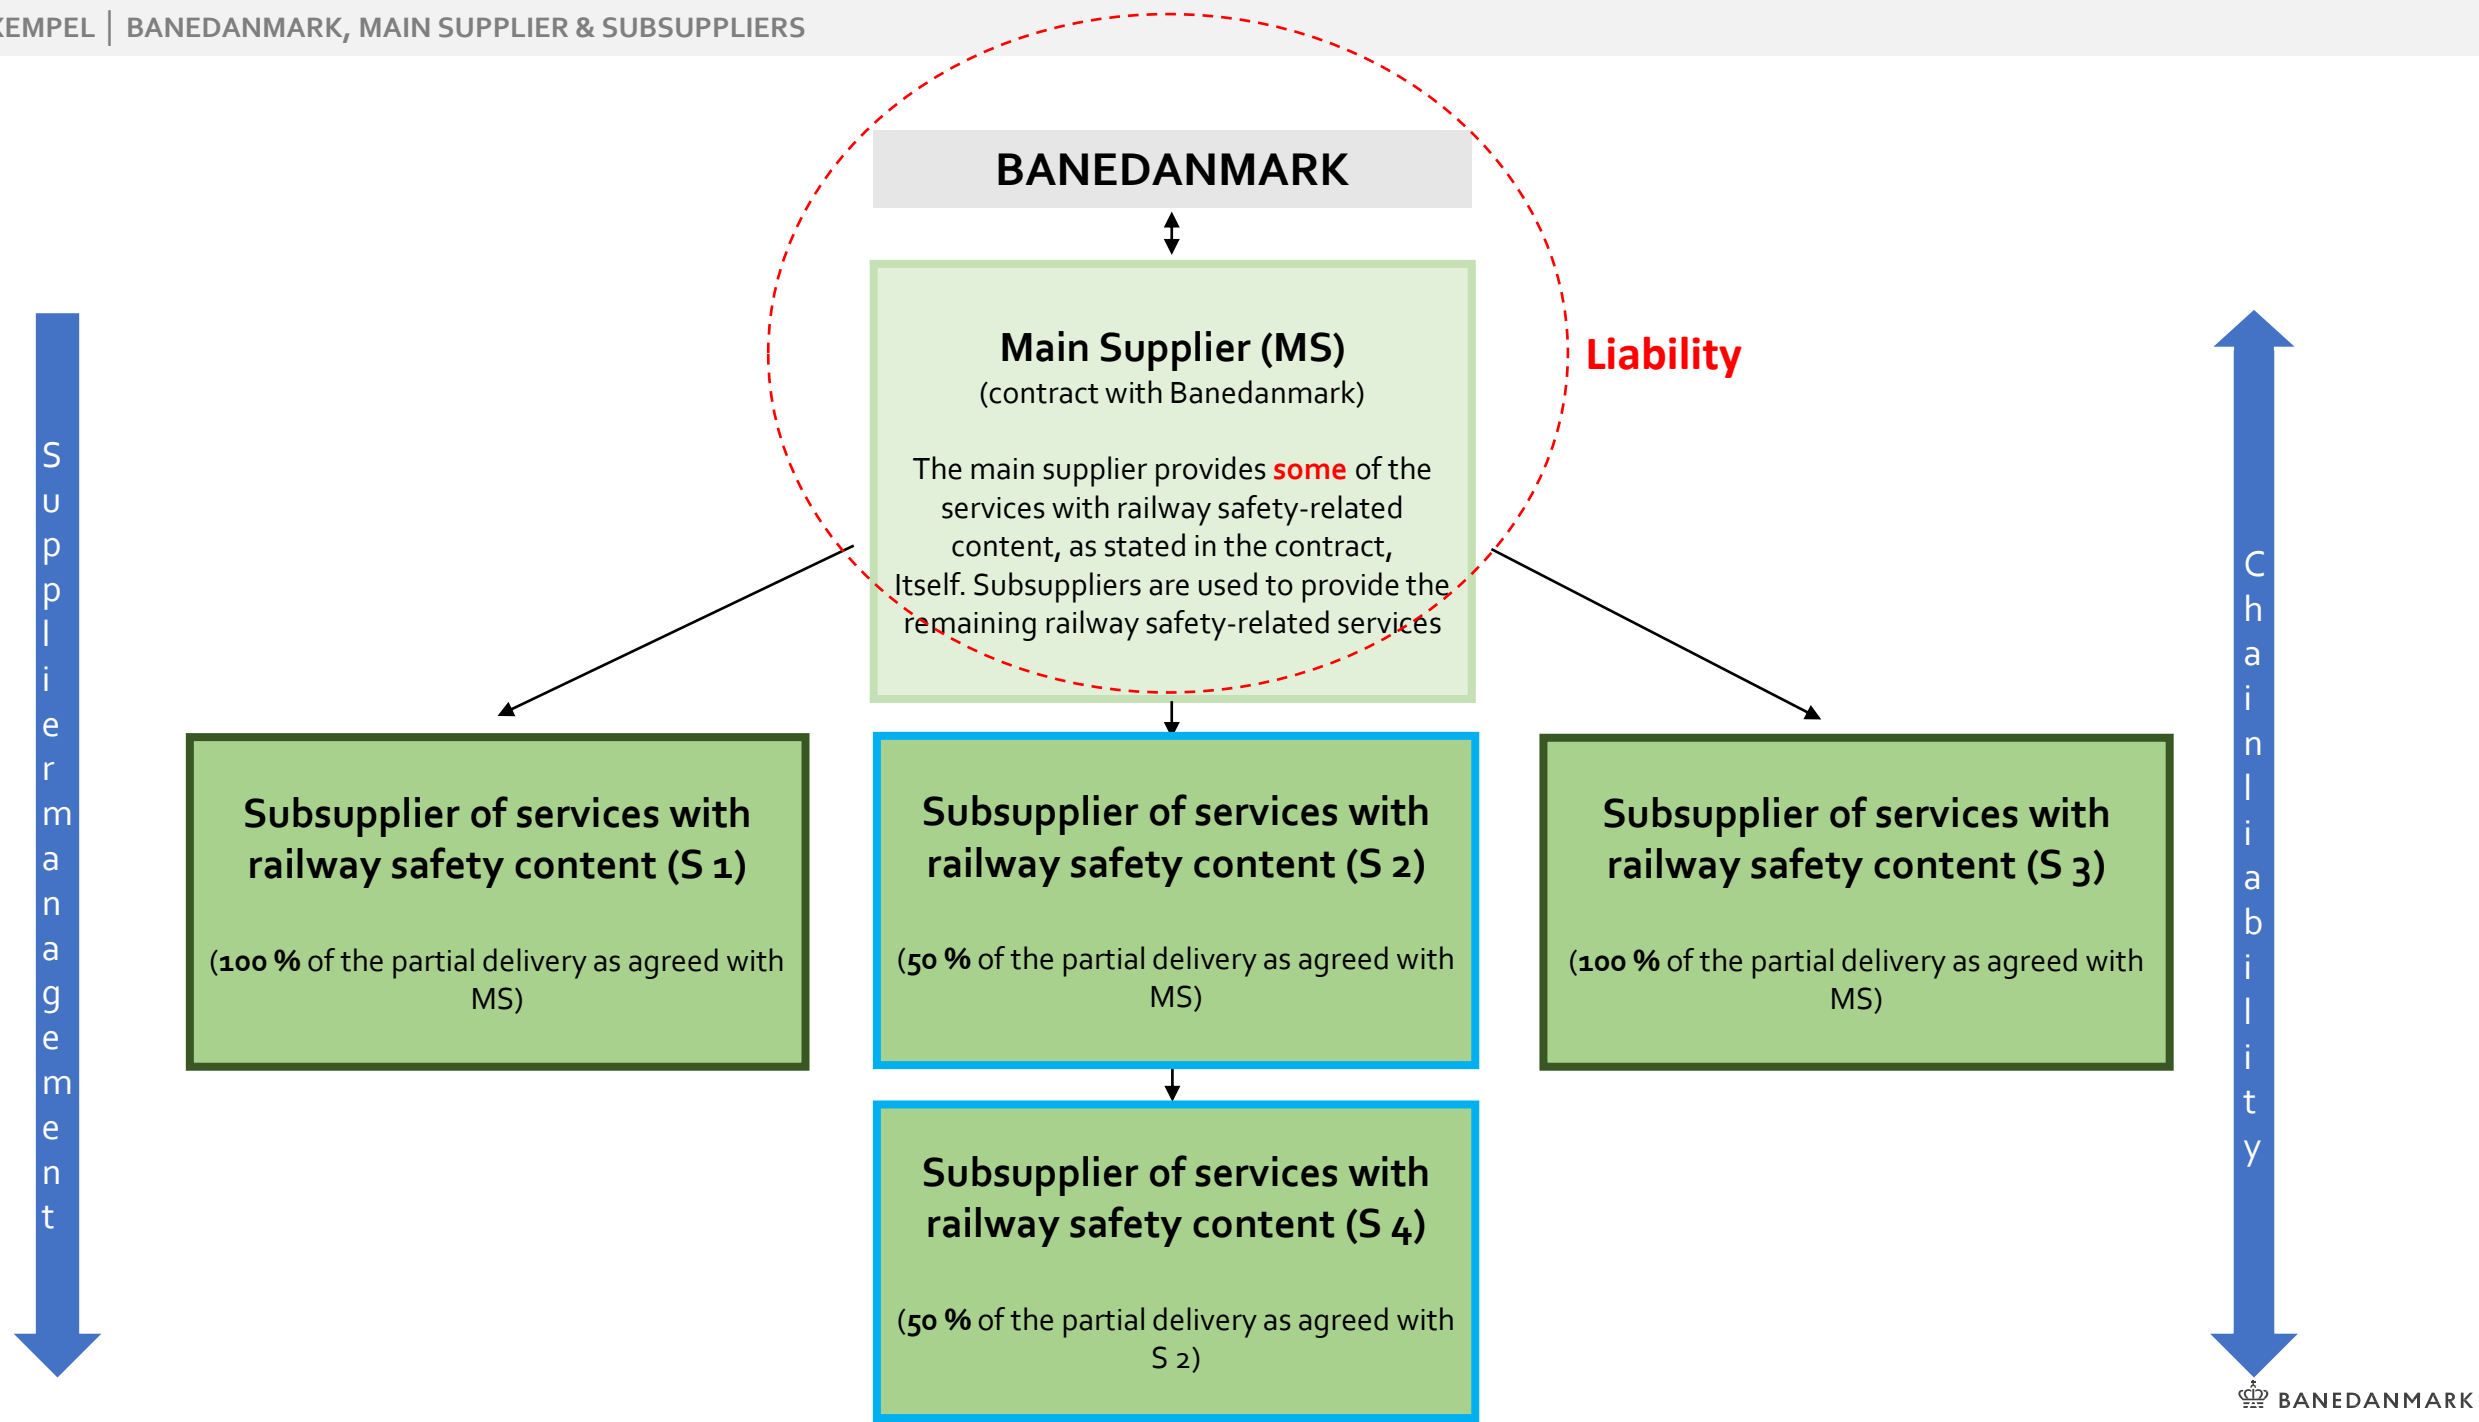 XEMPEL | BANEDANMARK, MAIN SUPPLIER & SUBSUPPLIERS
BANEDANMARK
Main Supplier (MS)
(contract with Banedanmark)
The main supplier provides some of the
services with railway safety-related
content, as stated in the contract,
Itself. Subsuppliers are used to provide the
remaining railway safety-related services
Liability
Suppliermanagement
Chainliability
Subsupplier of services with
railway safety content (S 1)
(100 % of the partial delivery as agreed with
MS)
Subsupplier of services with
railway safety content (S 2)
(50 % of the partial delivery as agreed with
MS)
Subsupplier of services with
railway safety content (S 3)
(100 % of the partial delivery as agreed with
MS)
Subsupplier of services with
railway safety content (S 4)
(50 % of the partial delivery as agreed with
S 2)
BANEDANMARK